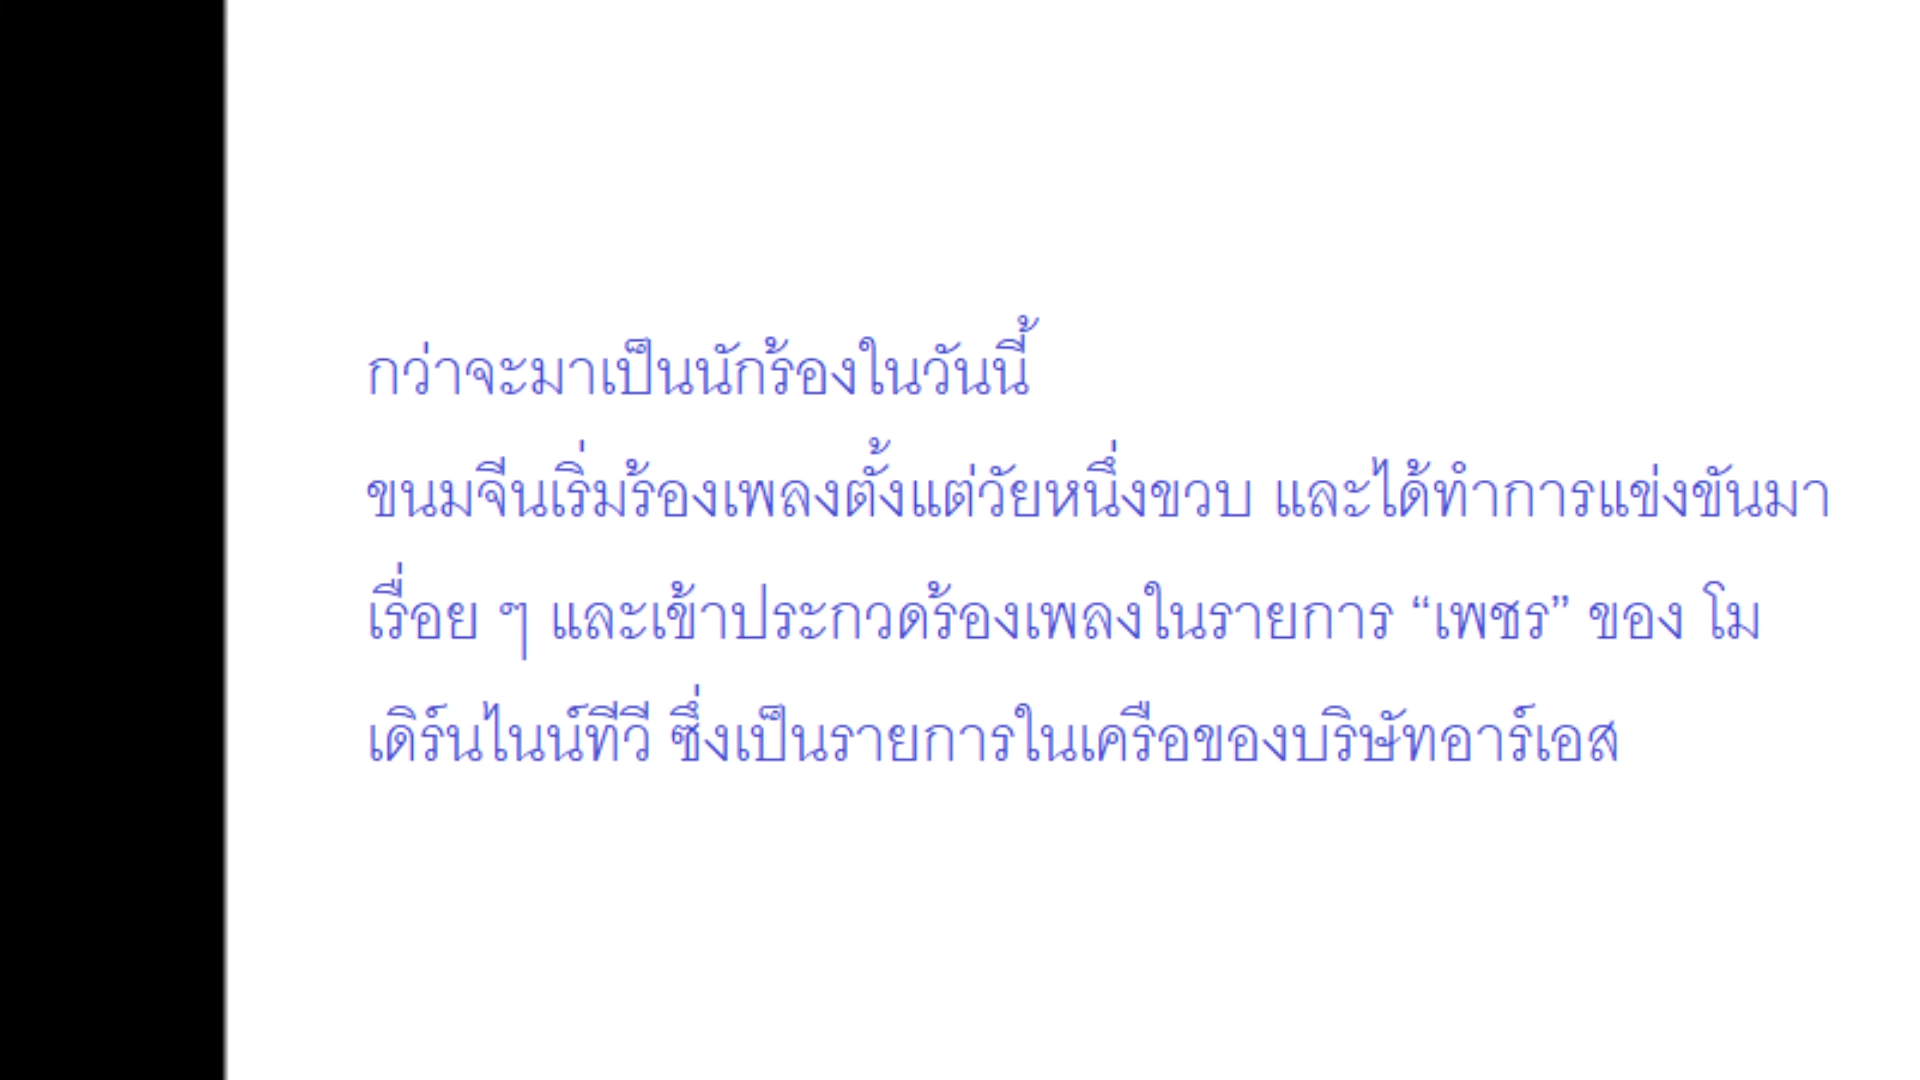 กว่าจะมาเป็นนักร้องในวันนี้
ขนมจีนเริ่มร้องเพลงตั้งแต่วัยหนึ่งขวบ และได้ทำการแข่งขันมา
เรื่อย ๆ และเข้าประกวดร้องเพลงในรายการ “เพชร” ของ โม
เดิร์นไนน์ทีวี ซึ่งเป็นรายการในเครือของบริษัทอาร์เอส